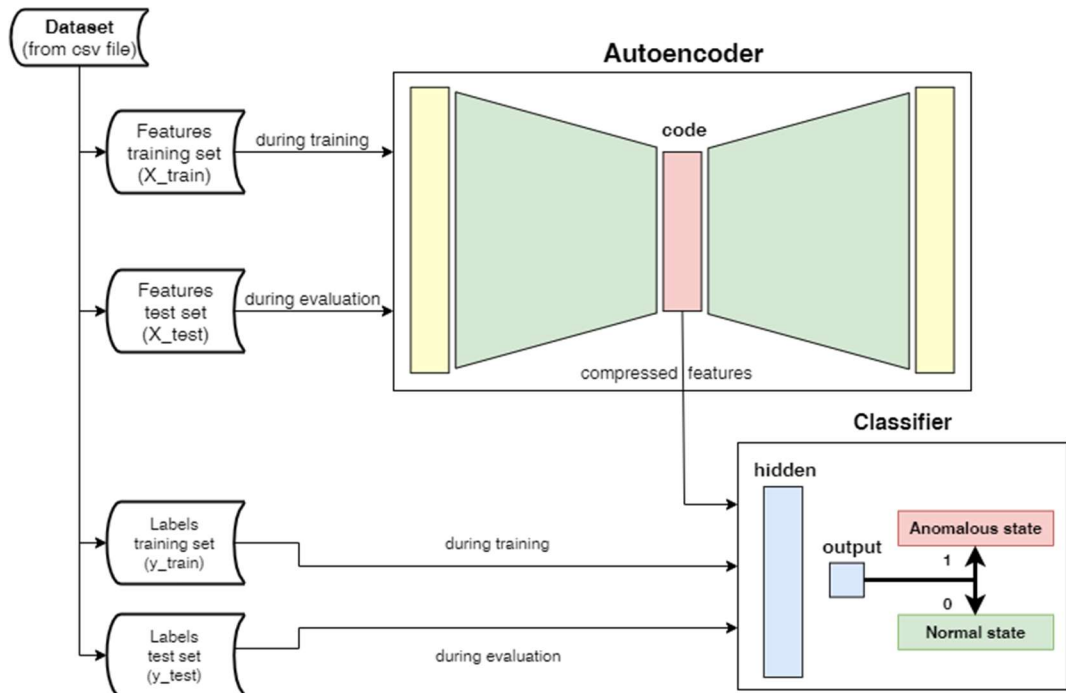 Dataset
(from csv file)
Autoencoder
Features
training set
(X_train)
during training
code
Features
test set
(X_test)
during evaluation
compressed features
Classifier
hidden
Labels
training set
(y_train)
during training
output
Anomalous state
1
0
Normal state
Labels
test set
(y_test)
during evaluation